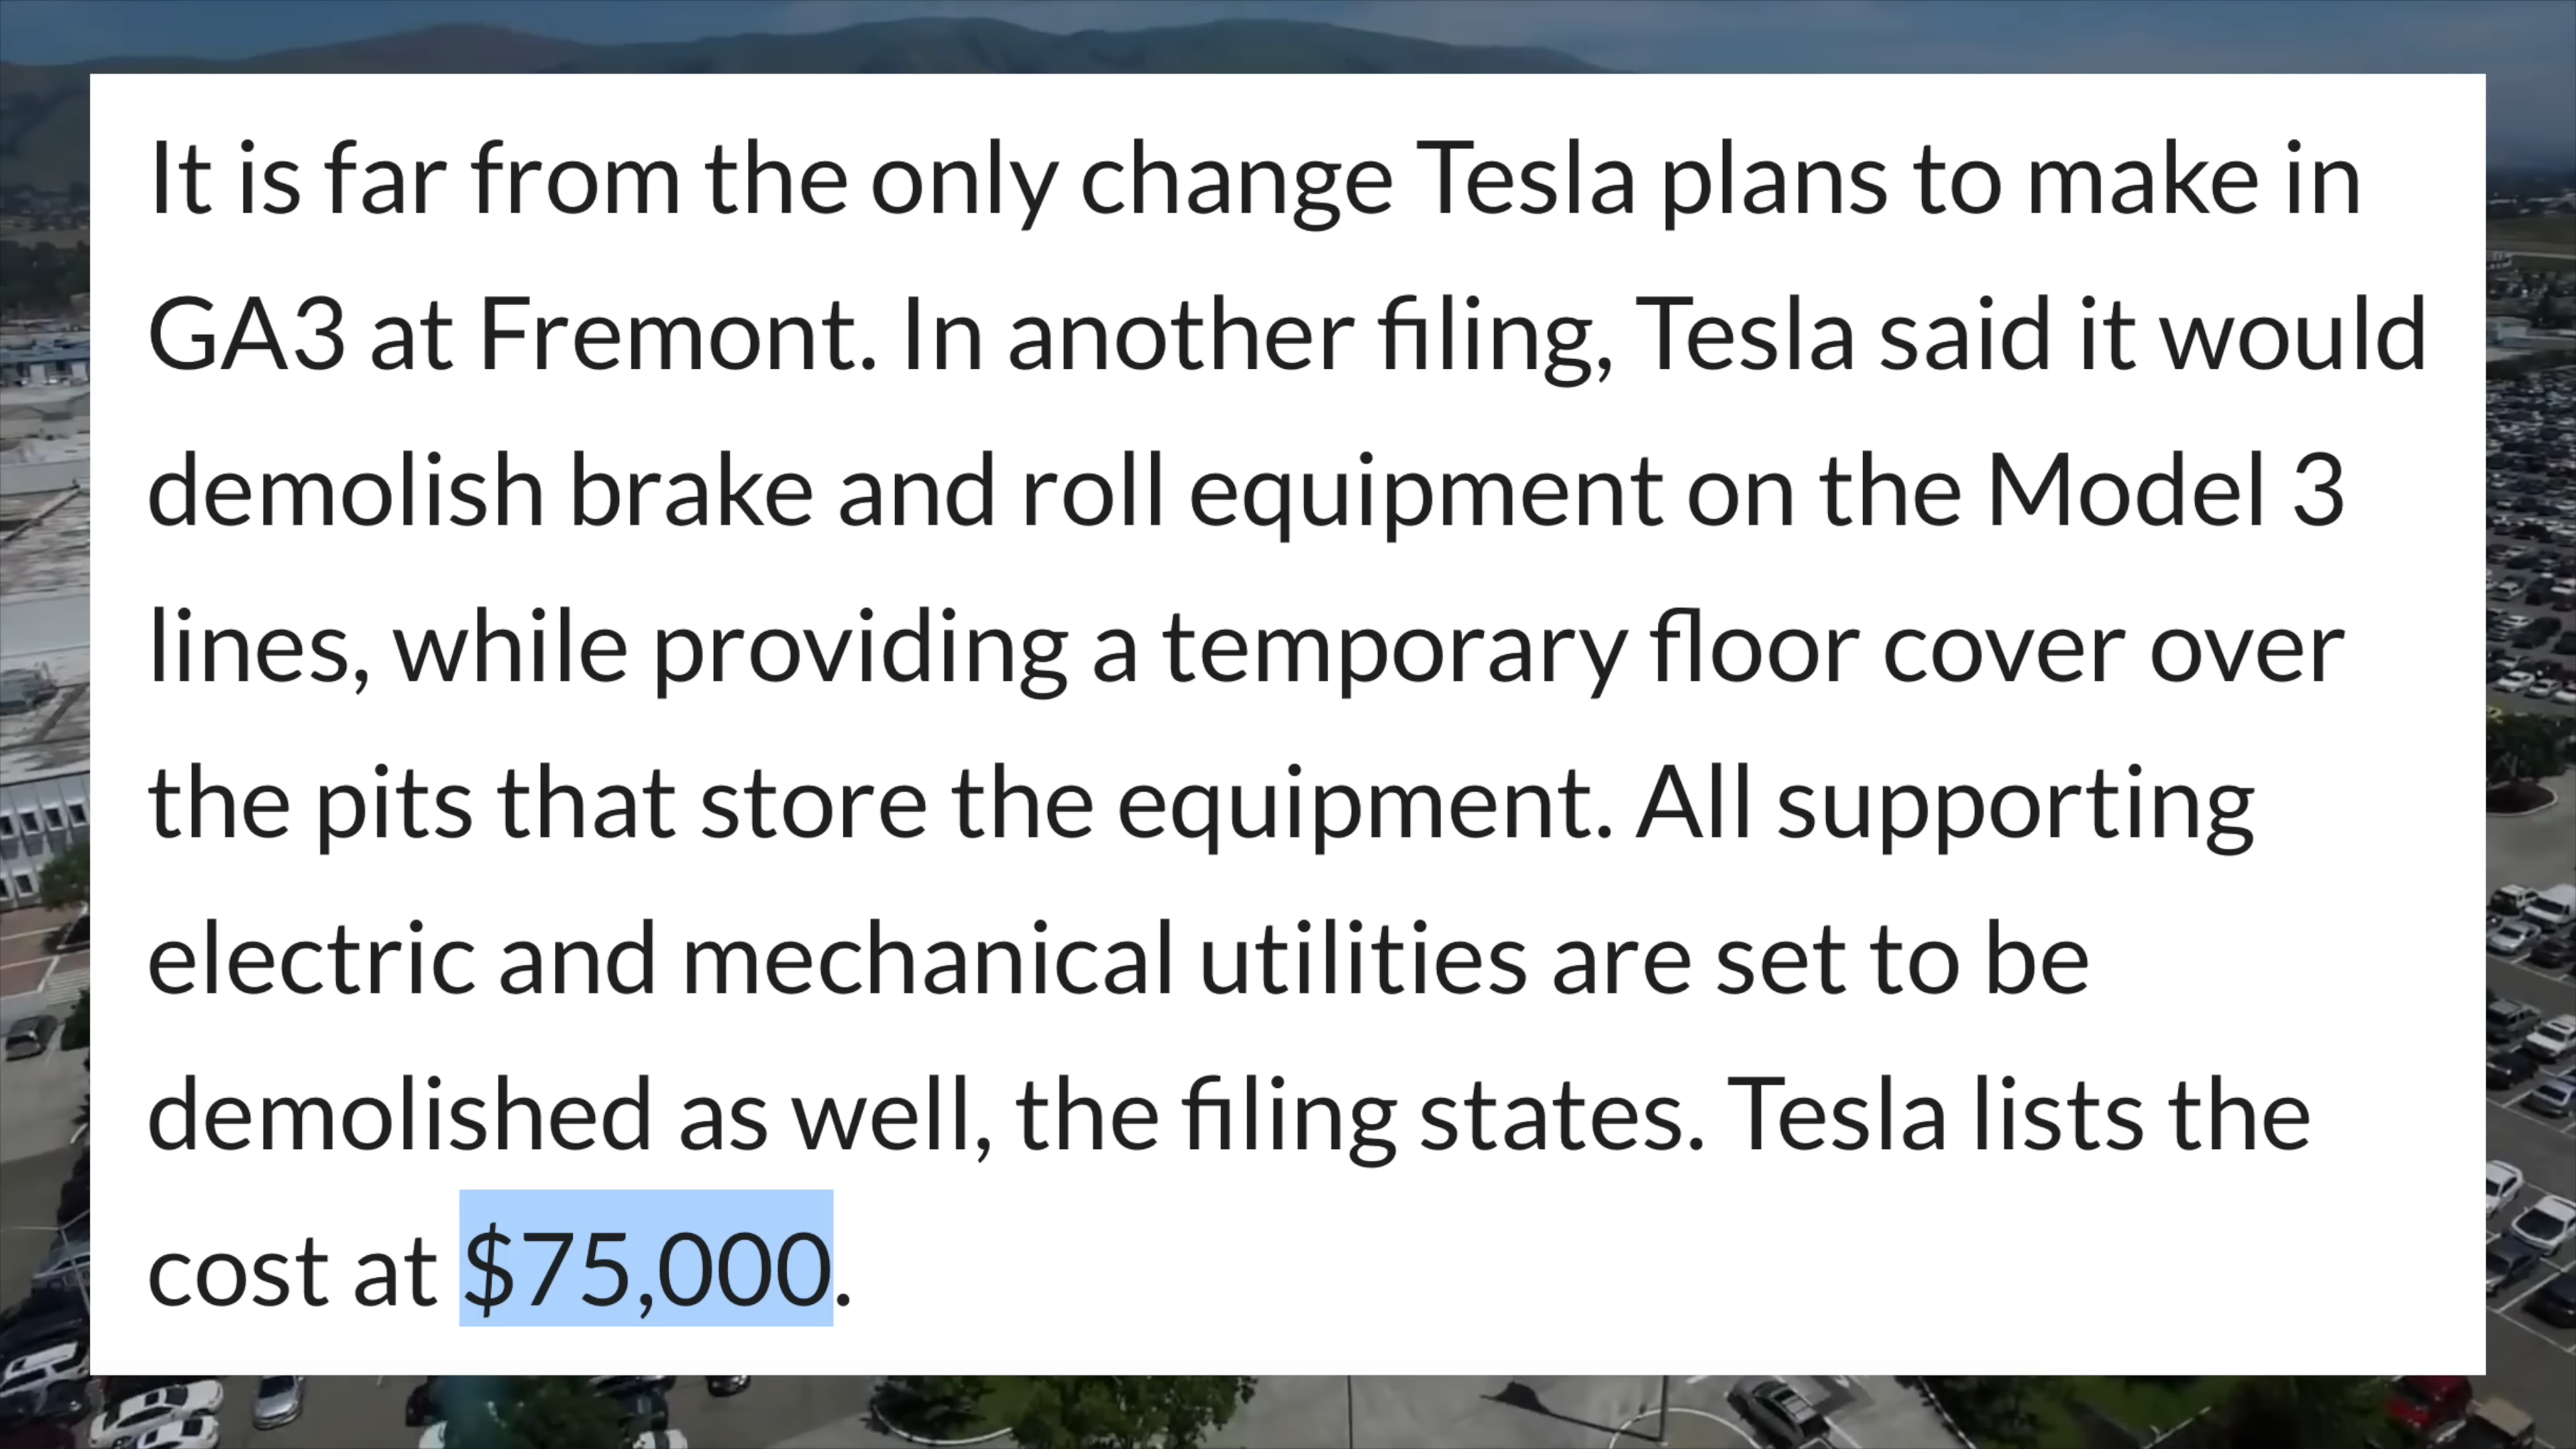 It is far from the only change Tesla plans to make in
GA3 at Fremont. In another filing, Tesla said it would
demolish brake and roll equipment on the Model 3
lines, while providing a temporary floor cover over
the pits that store the equipment. All supporting
electric and mechanical utilities are set to be
demolished as well, the filing states. Tesla lists the
cost at $75,000.